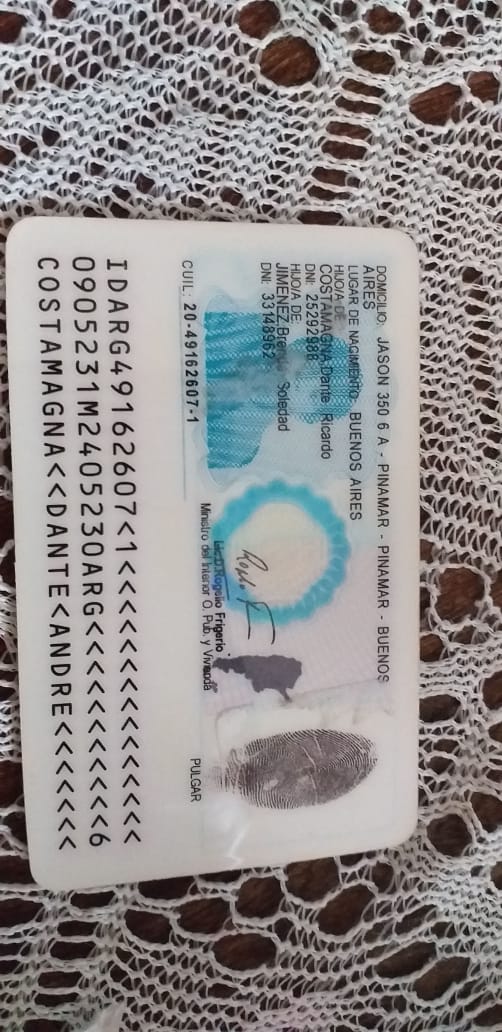 DOMICILIO: JASON 350 6 A - PINAMAR - PINAMAR - BUENOS
AIRES
LUGAR DE NACIMIENTO: BUENOS AIRES
HIJO/A DE:
COSTAMAGNA, Dante Ricardo
DNI: 25292988
HIJO/A DE:
JIMENEZ, Brenda Soledad
DNI: 33148962
CUIL: 20-49162607-1
Lic. D. Rogelio Frigerio
Ministro del Interior O. Pub. y Vivienda
PULGAR
IDARG49162607<1<<<<<<<<<<<<<<<
0905231M2405230ARG<<<<<<<<<<<6
COSTAMAGNA<<DANTE<ANDRE<<<<<<<